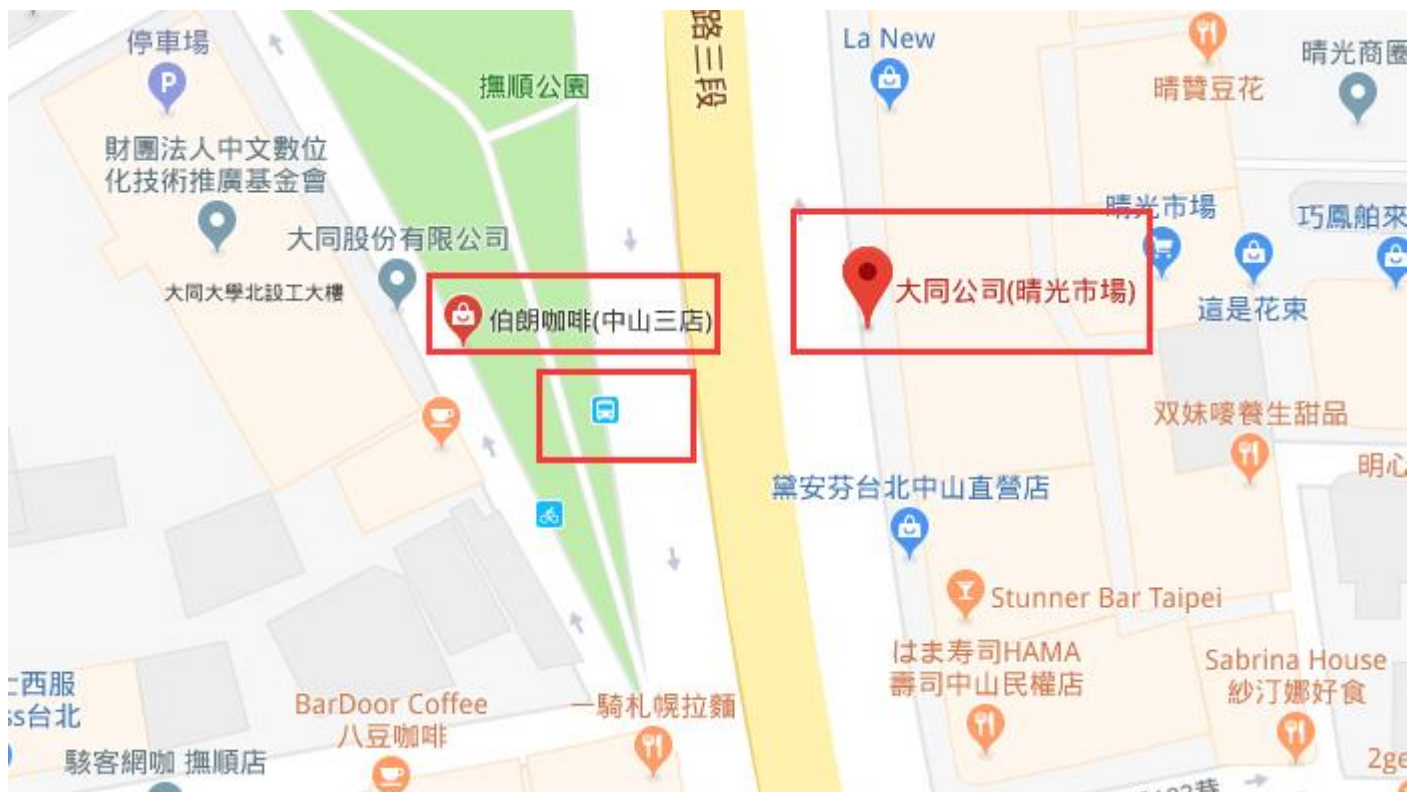 停車場
撫順公園
路三段
La New
晴贊豆花
晴光商圈
財團法人中文數位
化技術推廣基金會
大同股份有限公司
大同大學北設工大樓
伯朗咖啡(中山三店)
大同公司(晴光市場)
晴光市場
巧鳳舶來
這是花束
双妹嘜養生甜品
明心
黛安芬台北中山直營店
Stunner Bar Taipei
はま寿司HAMA
壽司中山民權店
Sabrina House
紗汀娜好食
西服
ss台北
BarDoor Coffee
八豆咖啡
一騎札幌拉麵
駭客網咖 撫順店
2ge